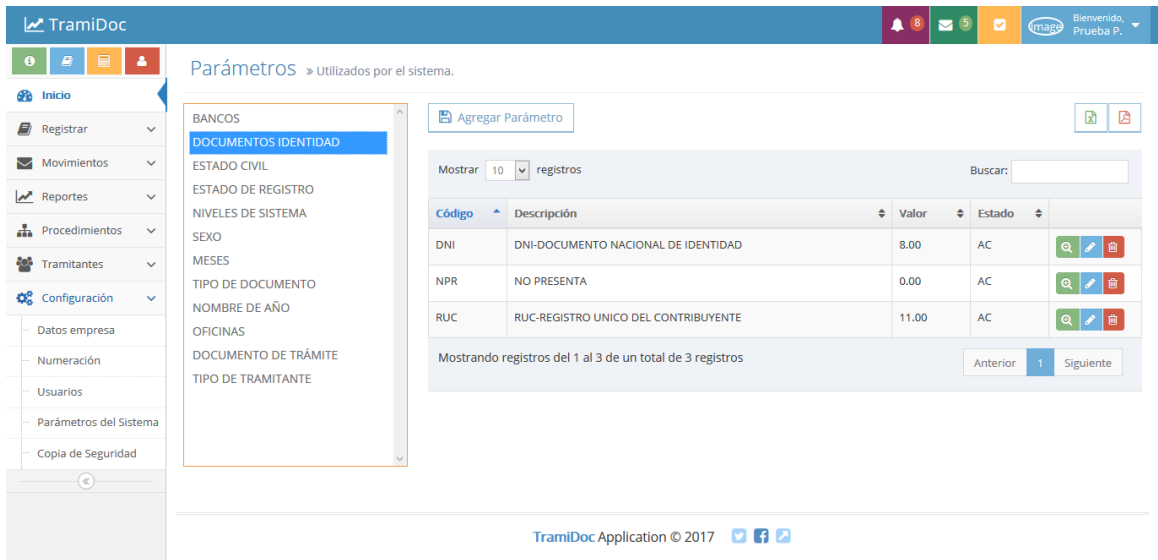 TramiDoc
8
5
image
Bienvenido,
Prueba P.
Inicio
Registrar
Movimientos
Reportes
Procedimientos
Tramitantes
Configuración
Datos empresa
Numeración
Usuarios
Parámetros del Sistema
Copia de Seguridad
Parámetros » Utilizados por el sistema.
BANCOS
DOCUMENTOS IDENTIDAD
ESTADO CIVIL
ESTADO DE REGISTRO
NIVELES DE SISTEMA
SEXO
MESES
TIPO DE DOCUMENTO
NOMBRE DE AÑO
OFICINAS
DOCUMENTO DE TRÁMITE
TIPO DE TRAMITANTE
Agregar Parámetro
Mostrar 10 registros Buscar:
Código Descripción Valor Estado
DNI DNI-DOCUMENTO NACIONAL DE IDENTIDAD 8.00 AC
NPR NO PRESENTA 0.00 AC
RUC RUC-REGISTRO UNICO DEL CONTRIBUYENTE 11.00 AC
Mostrando registros del 1 al 3 de un total de 3 registros
Anterior 1 Siguiente
TramiDoc Application © 2017